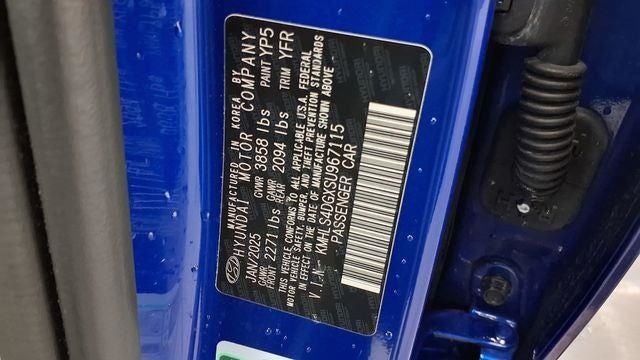 MANUFACTURED IN KOREA BY
HYUNDAI MOTOR COMPANY
JAN/2025 GVWR 3858 lbs PAINT YP5
GAWR FRONT 2271 lbs GAWR REAR 2094 lbs TRIM YFR
THIS VEHICLE CONFORMS TO ALL APPLICABLE U.S.A. FEDERAL
MOTOR VEHICLE SAFETY, BUMPER, AND THEFT PREVENTION STANDARDS
IN EFFECT ON THE DATE OF MANUFACTURE SHOWN ABOVE
V.I.N- KMHLS4DGXSU967115
PASSENGER CAR